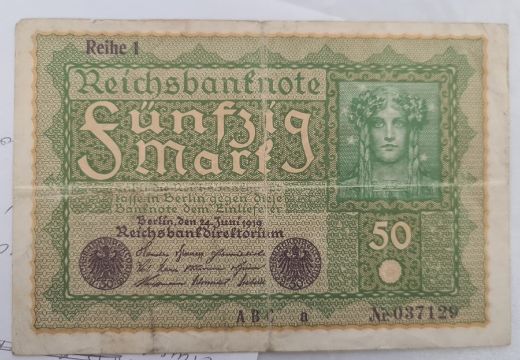 Reihe 1
Reichsbanknote
Fünfzig
Mark
tasse in Berlin gegen diese
Banknote dem Einlieferer
Berlin, den 24. Juni 1919
Reichsbankdirektorium
50
A B C a
Nr. 037129